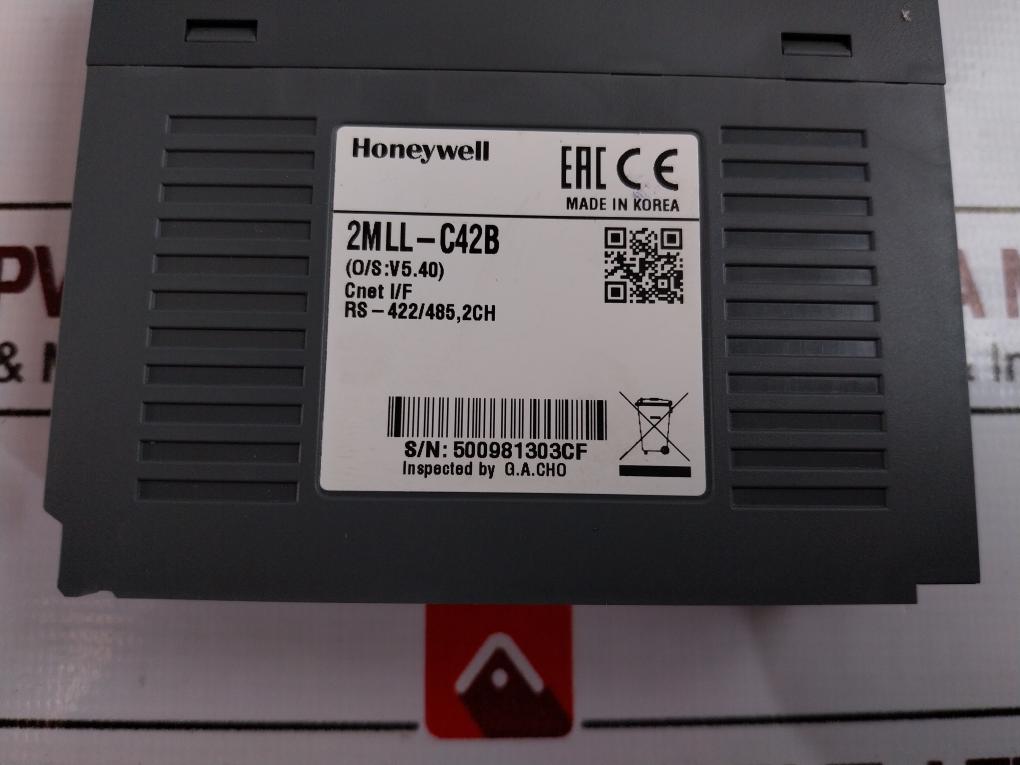 Honeywell
EAC CE
MADE IN KOREA
2MLL-C42B
(O/S:V5.40)
Cnet I/F
RS-422/485,2CH
S/N: 500981303CF
Inspected by G.A.CHO